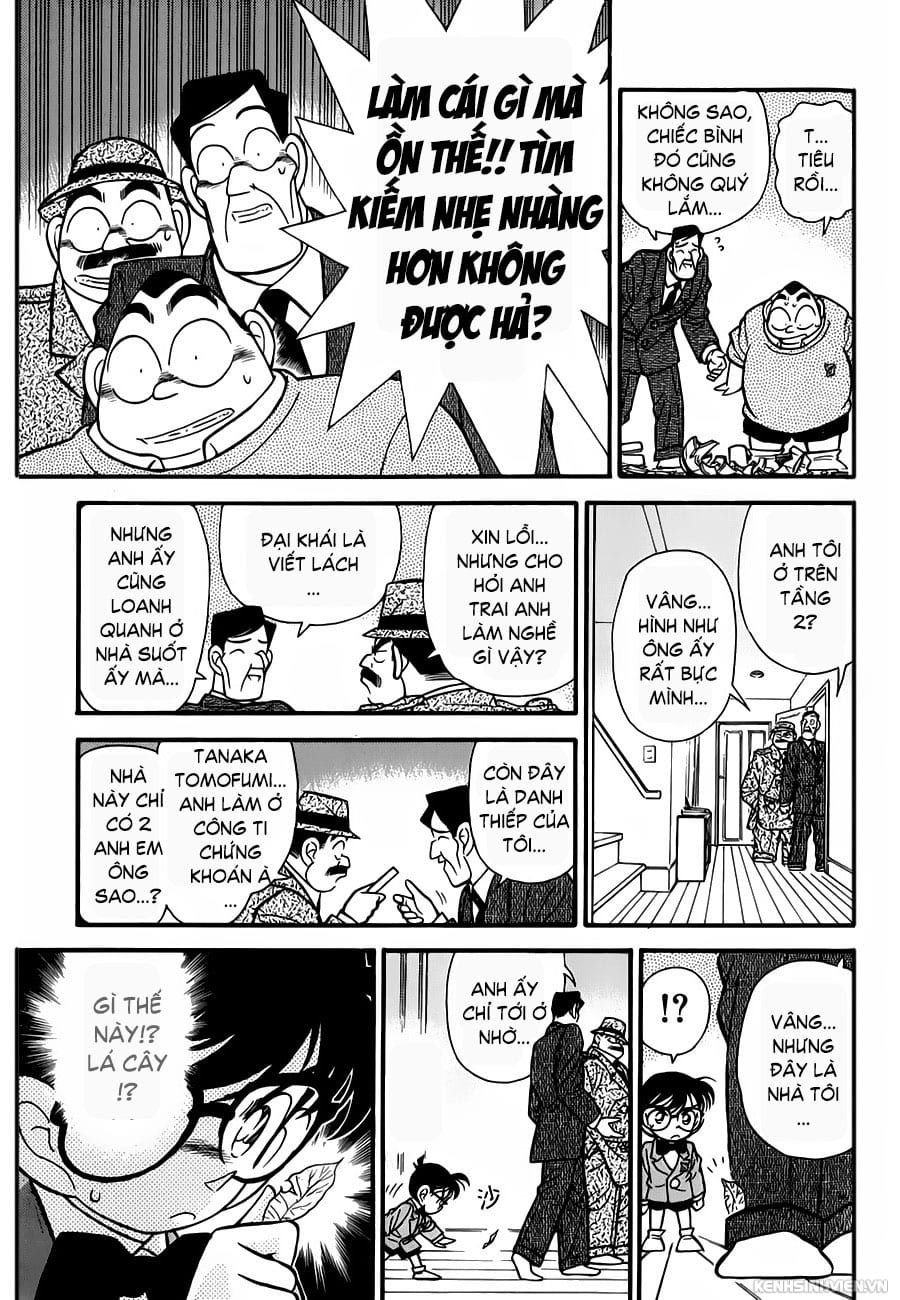 T...
TIÊU
RỒI...
KHÔNG SAO,
CHIẾC BÌNH
ĐÓ CŨNG
KHÔNG QUÝ
LẮM...
LÀM CÁI GÌ MÀ
ỒN THẾ!! TÌM
KIẾM NHẸ NHÀNG
HƠN KHÔNG
ĐƯỢC HẢ?
ANH TÔI
Ở TRÊN
TẦNG
2?
VÂNG...
HÌNH NHƯ
ÔNG ẤY
RẤT BỰC
MÌNH...
XIN LỖI...
NHƯNG CHO
HỎI ANH
TRAI ANH
LÀM NGHỀ
GÌ VẬY?
ĐẠI KHÁI LÀ
VIẾT LÁCH
...
NHƯNG
ANH ẤY
CŨNG
LOANH
QUANH Ở
NHÀ SUỐT
ẤY MÀ...
CÒN ĐÂY
LÀ DANH
THIẾP CỦA
TÔI...
TANAKA
TOMOFUMI...
ANH LÀM Ở
CÔNG TI
CHỨNG
KHOÁN À
...
NHÀ
NÀY CHỈ
CÓ 2
ANH EM
ÔNG
SAO...?
VÂNG...
NHƯNG
ĐÂY LÀ
NHÀ TÔI
...
!?
ANH ẤY
CHỈ TỚI Ở
NHỜ...
沙
GÌ THẾ
NÀY!?
LÁ CÂY
!?
KENHSINHVIEN.VN